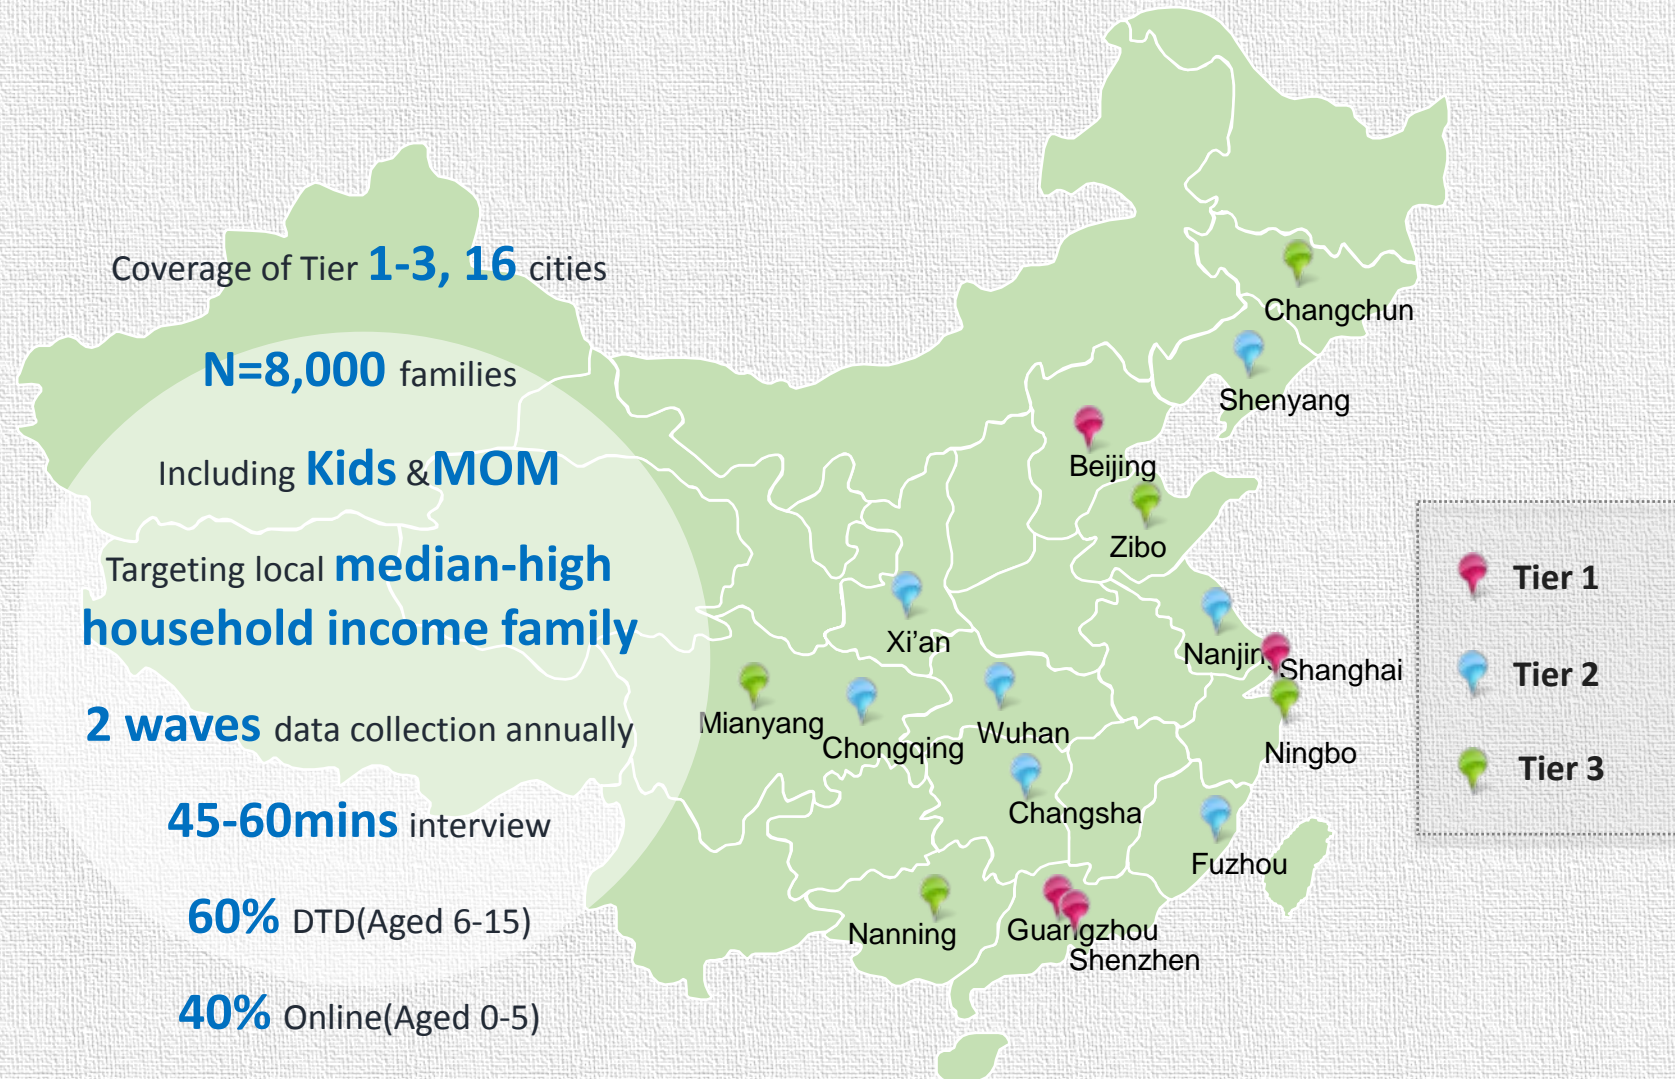 Coverage of Tier 1-3, 16 cities
N=8,000 families
Including Kids &MOM
Targeting local median-high
household income family
2 waves data collection annually
45-60mins interview
60% DTD(Aged 6-15)
40% Online(Aged 0-5)
Changchun
Shenyang
Beijing
Zibo
Xi’an
Nanjing
Shanghai
Mianyang
Chongqing
Wuhan
Ningbo
Changsha
Fuzhou
Nanning
Guangzhou
Shenzhen
Tier 1
Tier 2
Tier 3